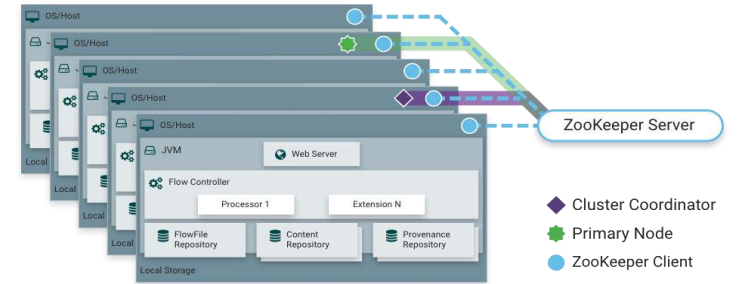 OS/Host
OS/Host
OS/Host
OS/Host
OS/Host
JVM
Web Server
Flow Controller
Processor 1
Extension N
FlowFile
Repository
Content
Repository
Provenance
Repository
Local Storage
Local
Local
Local
Local
ZooKeeper Server
Cluster Coordinator
Primary Node
ZooKeeper Client